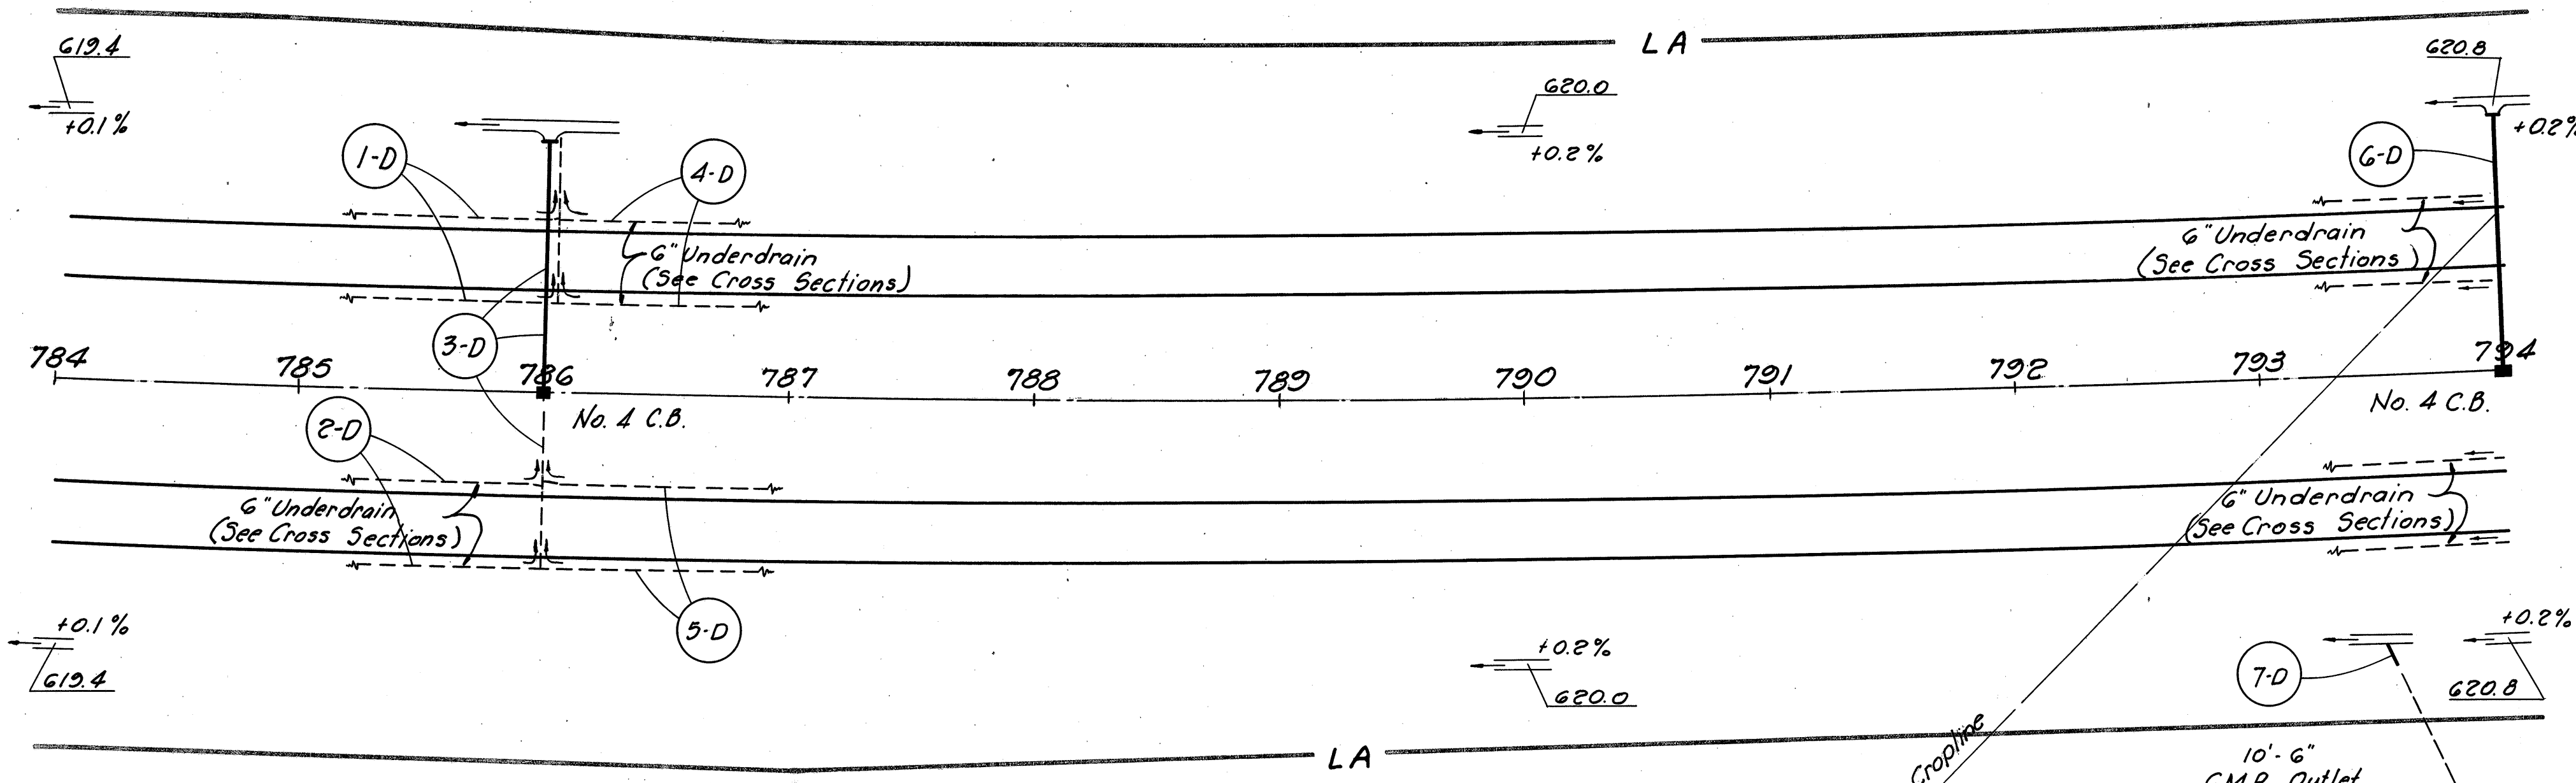 LA
619.4
+0.1%
620.0
+0.2%
620.8
+0.2%
1-D
4-D
6-D
6" Underdrain
(See Cross Sections)
6" Underdrain
(See Cross Sections)
3-D
784
785
786
787
788
789
790
791
792
793
794
No. 4 C.B.
No. 4 C.B.
2-D
6" Underdrain
(See Cross Sections)
6" Underdrain
(See Cross Sections)
5-D
+0.1%
619.4
+0.2%
620.0
7-D
+0.2%
620.8
LA
Cropline
10'-6"
C.M.P. Outlet